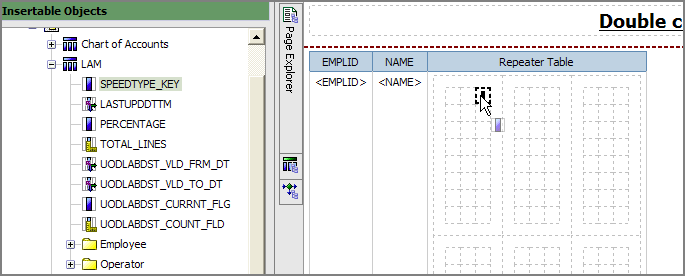 Insertable Objects
Chart of Accounts
LAM
SPEEDTYPE_KEY
LASTUPDDTTM
PERCENTAGE
TOTAL_LINES
UODLABDST_VLD_FRM_DT
UODLABDST_VLD_TO_DT
UODLABDST_CURRNT_FLG
UODLABDST_COUNT_FLD
Employee
Operator
Page Explorer
Double c
EMPLID NAME Repeater Table
<EMPLID> <NAME>